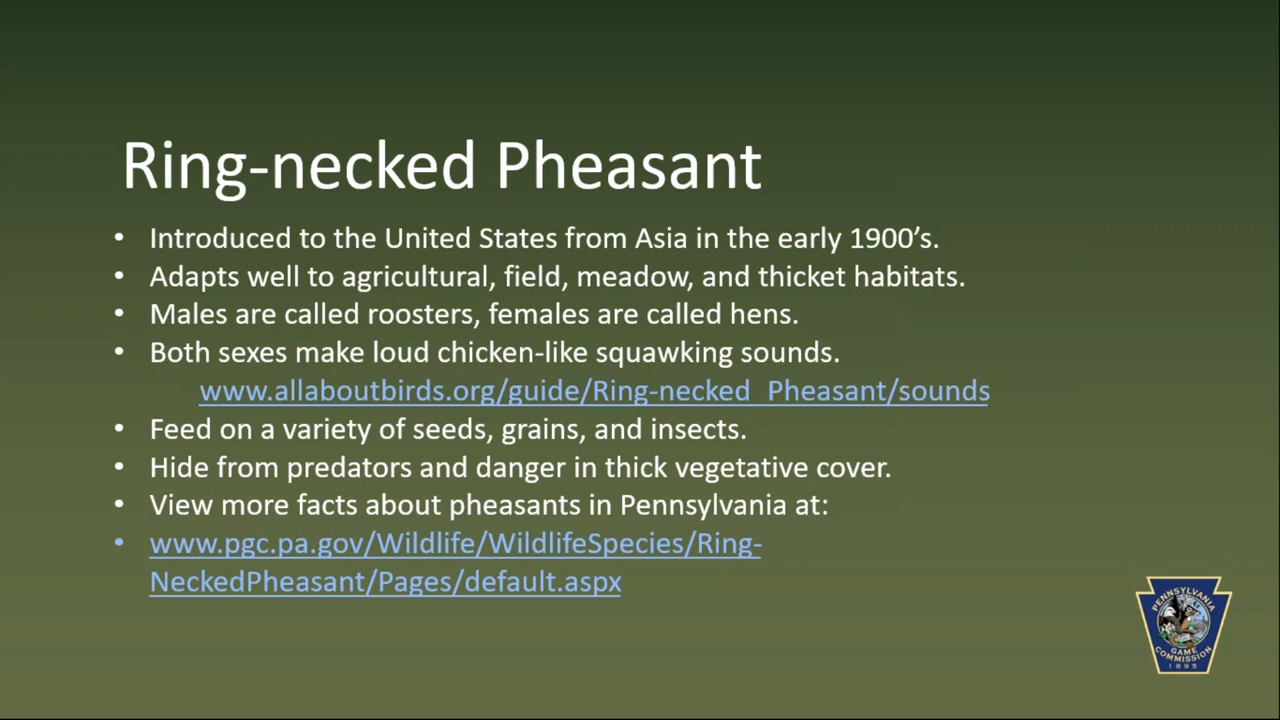 Ring-necked Pheasant
• Introduced to the United States from Asia in the early 1900’s.
• Adapts well to agricultural, field, meadow, and thicket habitats.
• Males are called roosters, females are called hens.
• Both sexes make loud chicken-like squawking sounds.
www.allaboutbirds.org/guide/Ring-necked_Pheasant/sounds
• Feed on a variety of seeds, grains, and insects.
• Hide from predators and danger in thick vegetative cover.
• View more facts about pheasants in Pennsylvania at:
• www.pgc.pa.gov/Wildlife/WildlifeSpecies/Ring-
NeckedPheasant/Pages/default.aspx
PENNSYLVANIA
GAME
COMMISSION
1895